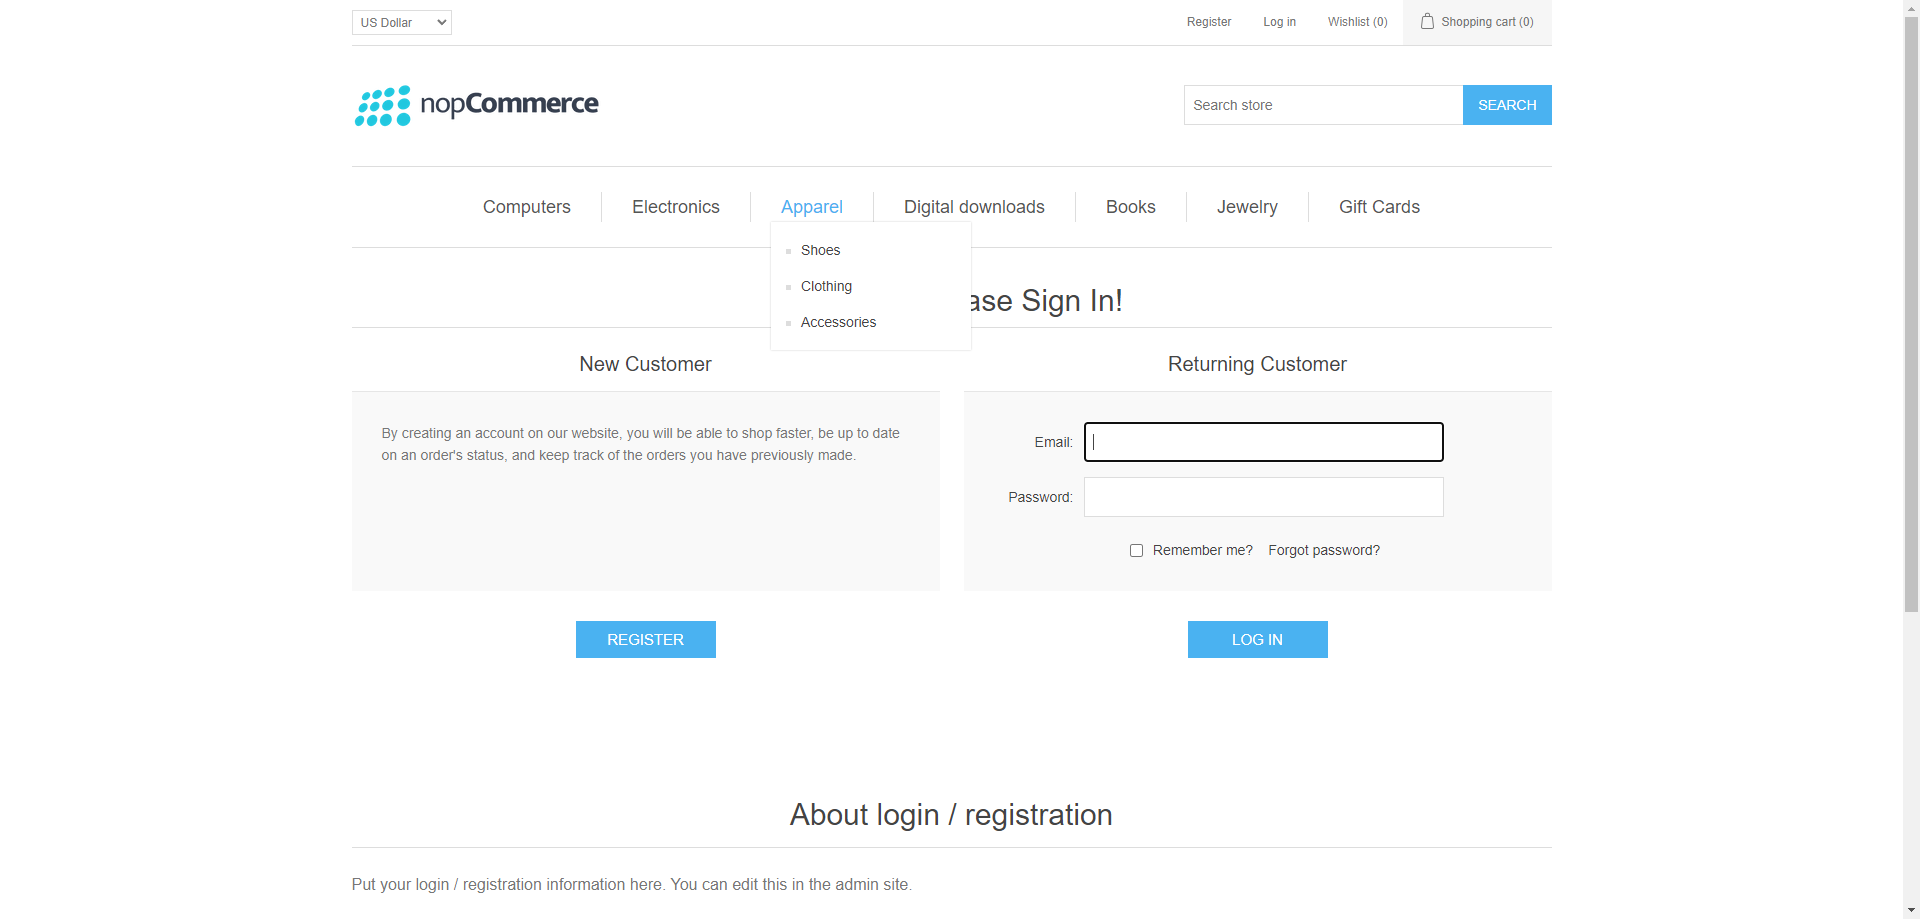 US Dollar
Register
Log in
Wishlist (0)
Shopping cart (0)
nopCommerce
Search store
SEARCH
Computers
Electronics
Apparel
Digital downloads
Books
Jewelry
Gift Cards
Shoes
Clothing
Accessories
ase Sign In!
New Customer
By creating an account on our website, you will be able to shop faster, be up to date
on an order's status, and keep track of the orders you have previously made.
REGISTER
Returning Customer
Email:
Password:
Remember me?
Forgot password?
LOG IN
About login / registration
Put your login / registration information here. You can edit this in the admin site.